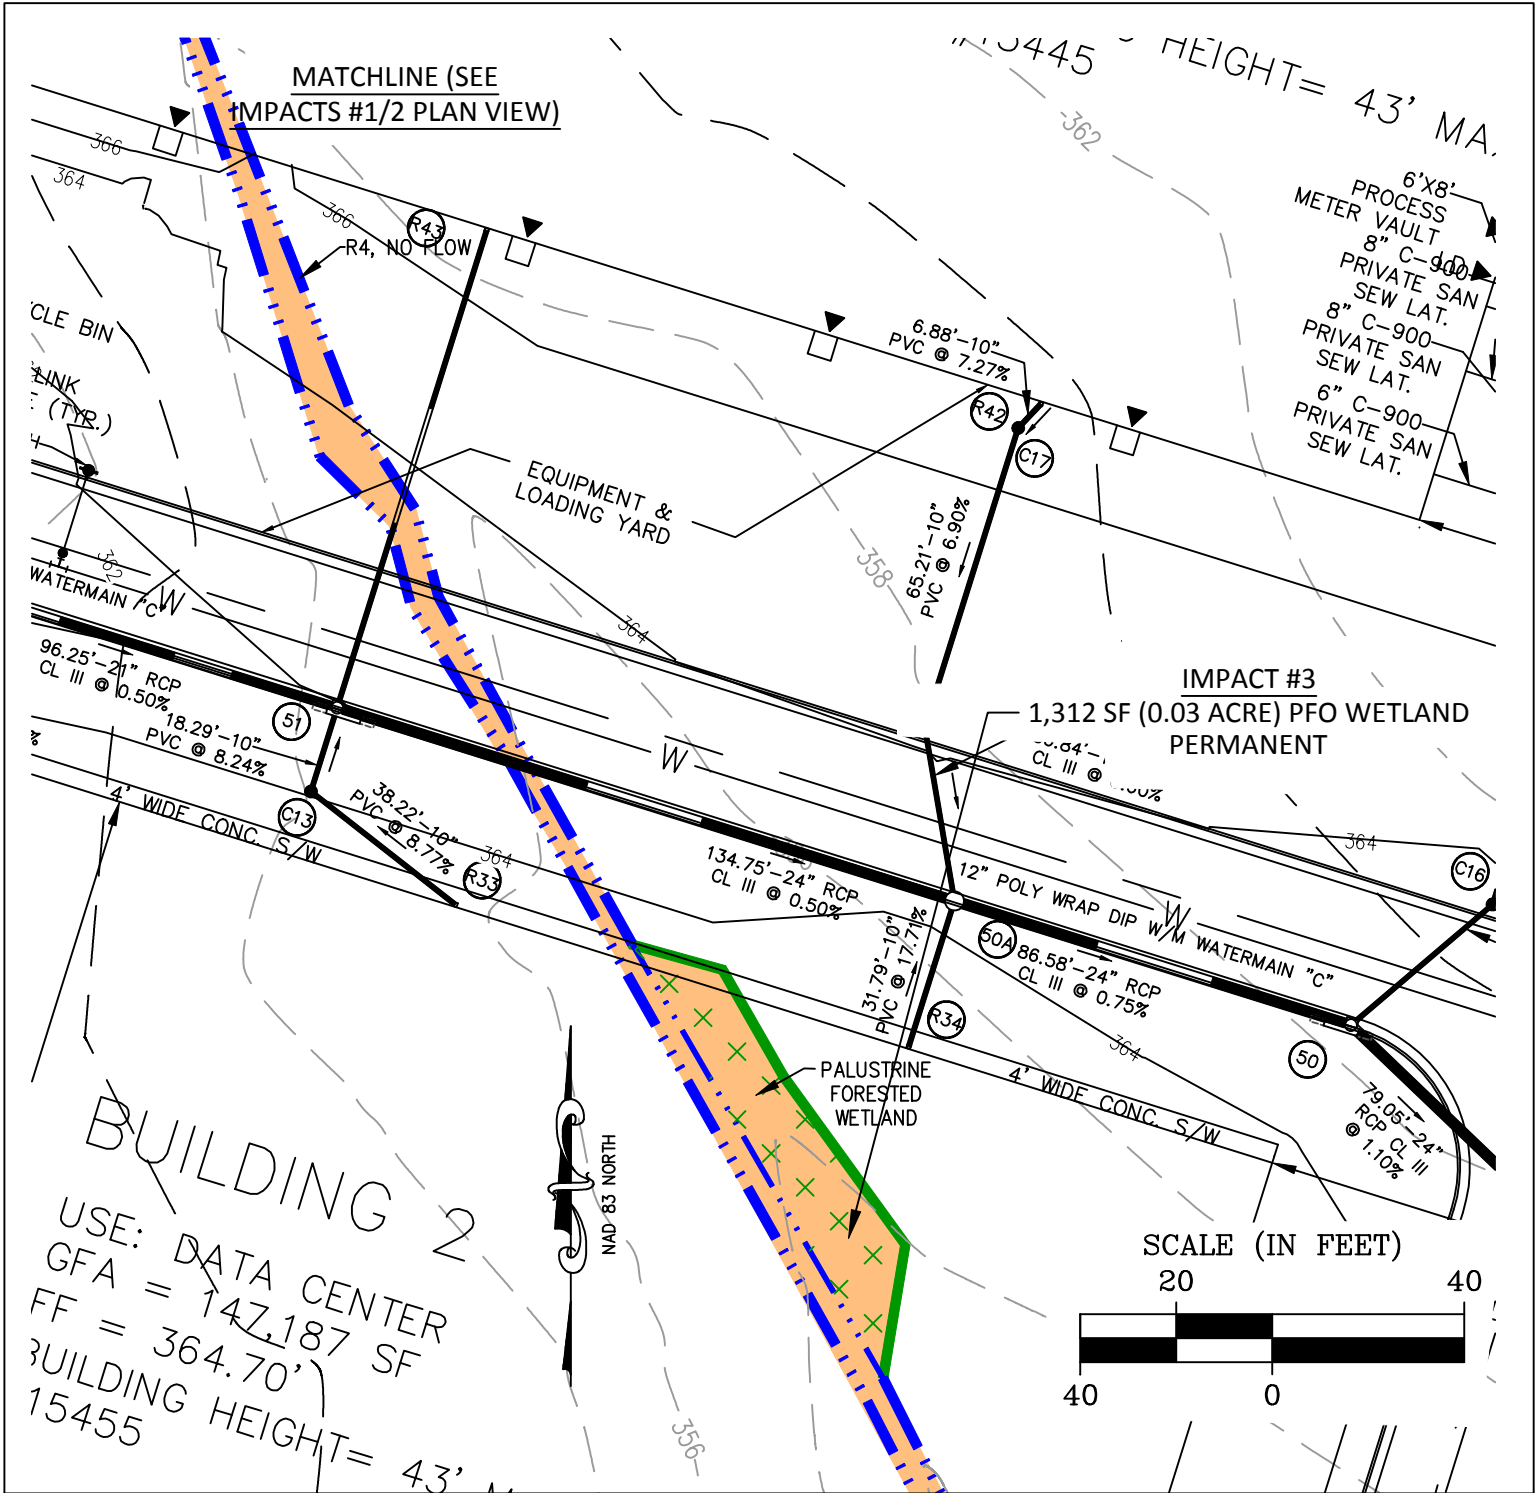 MATCHLINE (SEE
IMPACTS #1/2 PLAN VIEW)
#15445
HEIGHT= 43' MA
362
6'X8'
PROCESS
METER VAULT
8" C-900
PRIVATE SAN
SEW LAT.
8" C-900
PRIVATE SAN
SEW LAT.
6" C-900
PRIVATE SAN
SEW LAT.
366
364
366
R43
R4, NO FLOW
CLE BIN
LINK
(TYP.)
6.88'-10"
PVC @ 7.27%
R42
C17
EQUIPMENT &
LOADING YARD
65.21'-10"
PVC @ 6.90%
358
362
WATERMAIN "C"
W
364
96.25'-21" RCP
CL III @ 0.50%
51
18.29'-10"
PVC @ 8.24%
IMPACT #3
1,312 SF (0.03 ACRE) PFO WETLAND
PERMANENT
CL III @
W
4' WIDE CONC. S/W
C13
38.22'-10"
PVC @ 8.77%
R33
364
134.75'-24" RCP
CL III @ 0.50%
12" POLY WRAP DIP W/M WATERMAIN "C"
W
364
C16
31.79'-10"
PVC @ 17.71%
50A
86.58'-24" RCP
CL III @ 0.75%
R34
364
50
4' WIDE CONC. S/W
79.05'-24"
RCP CL III
@ 1.10%
PALUSTRINE
FORESTED
WETLAND
NAD 83 NORTH
BUILDING 2
USE: DATA CENTER
GFA = 147,187 SF
FF = 364.70'
BUILDING HEIGHT= 43' M
15455
356
SCALE (IN FEET)
20 40
40 0